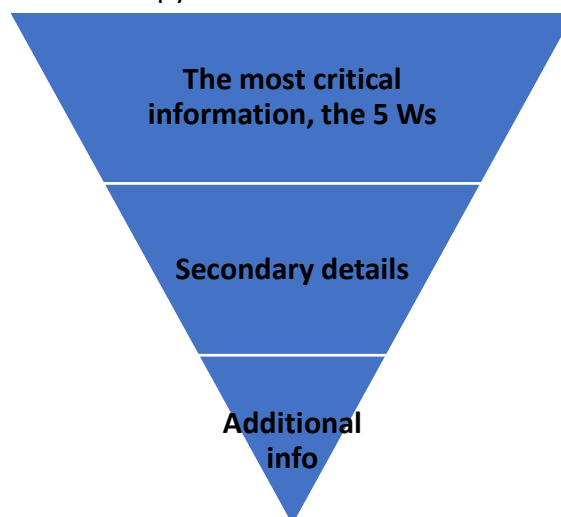 The most critical
information, the 5 Ws
Secondary details
Additional
info